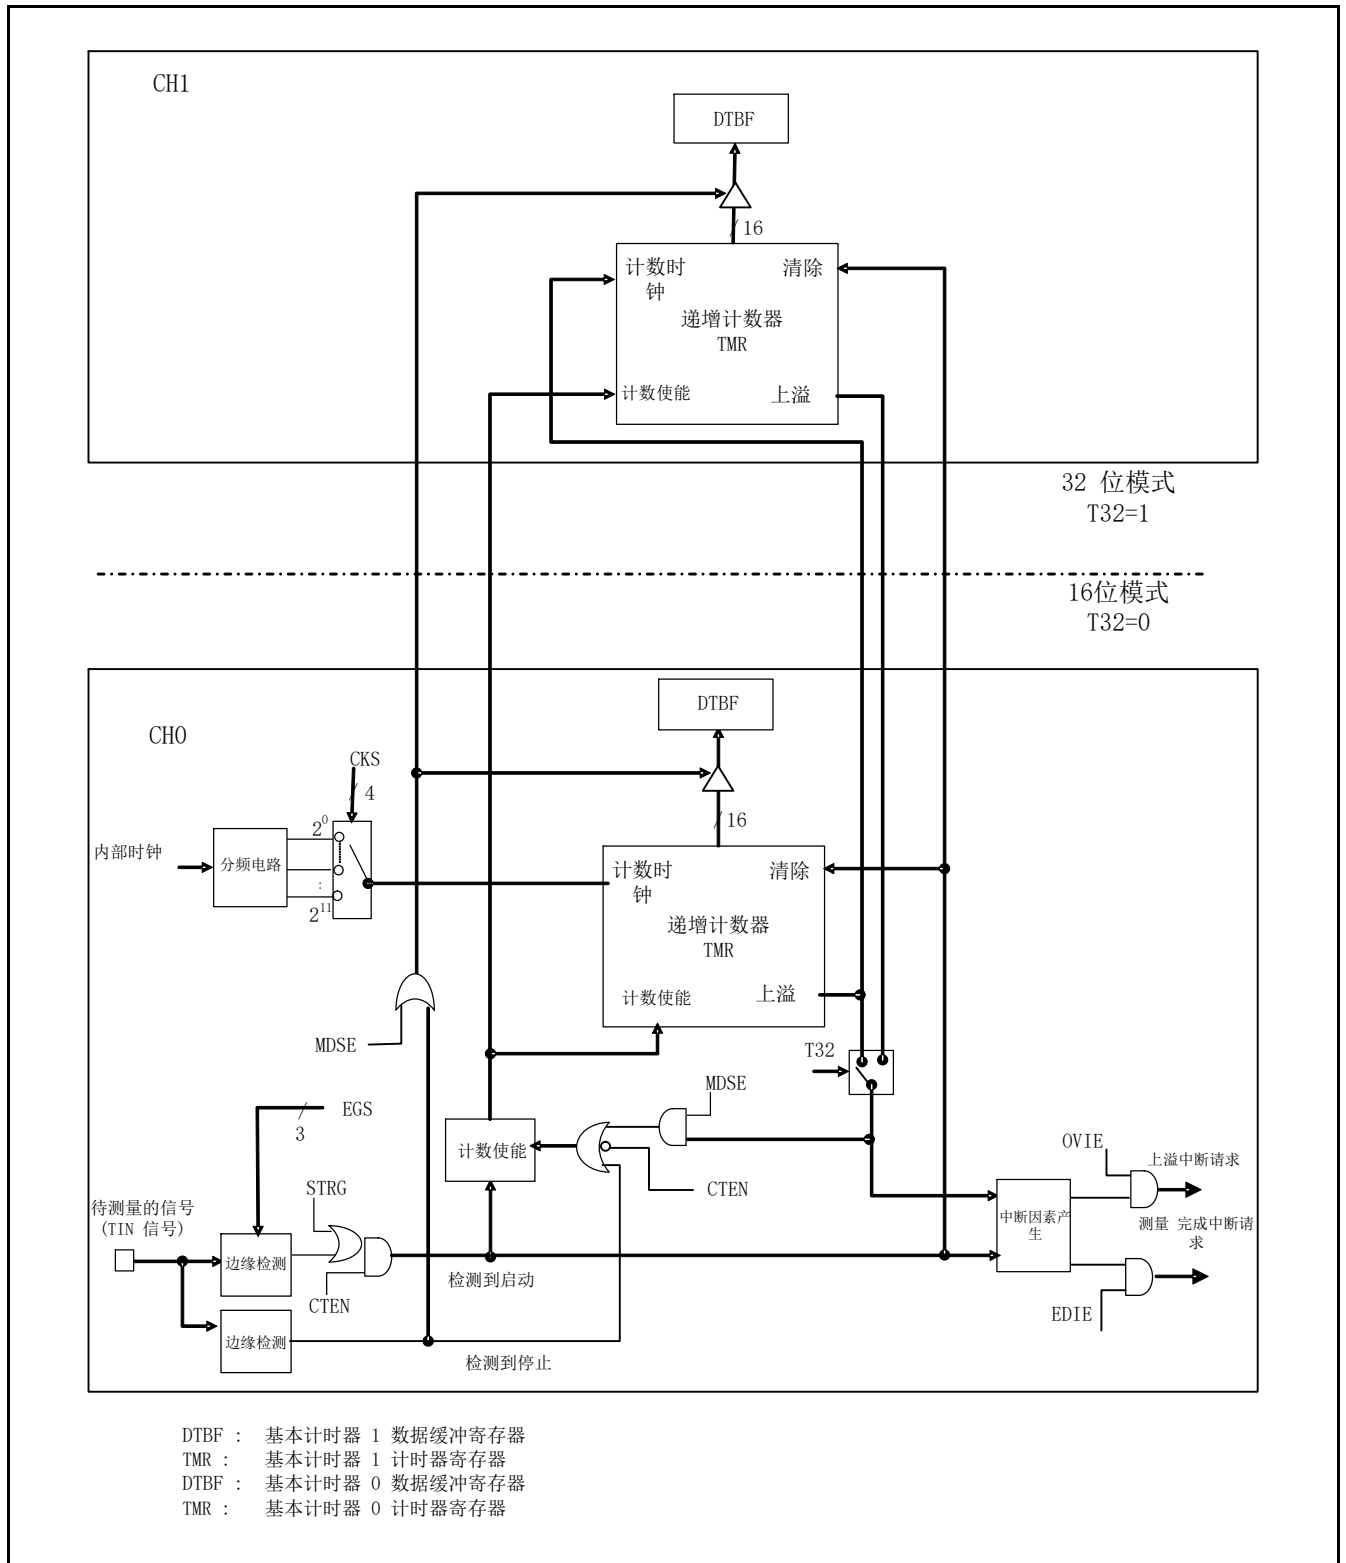 CH1
DTBF
16
计数时
钟
清除
递增计数器
TMR
计数使能
上溢
32 位模式
T32=1
16位模式
T32=0
CH0
DTBF
CKS
4
16
内部时钟
分频电路
2^0
:
2^11
计数时
钟
清除
递增计数器
TMR
计数使能
上溢
MDSE
T32
MDSE
EGS
3
计数使能
CTEN
OVIE
上溢中断请求
STRG
待测量的信号
(TIN 信号)
边缘检测
CTEN
检测到启动
中断因素产
生
测量 完成中断请
求
EDIE
边缘检测
检测到停止
DTBF : 基本计时器 1 数据缓冲寄存器
TMR : 基本计时器 1 计时器寄存器
DTBF : 基本计时器 0 数据缓冲寄存器
TMR : 基本计时器 0 计时器寄存器